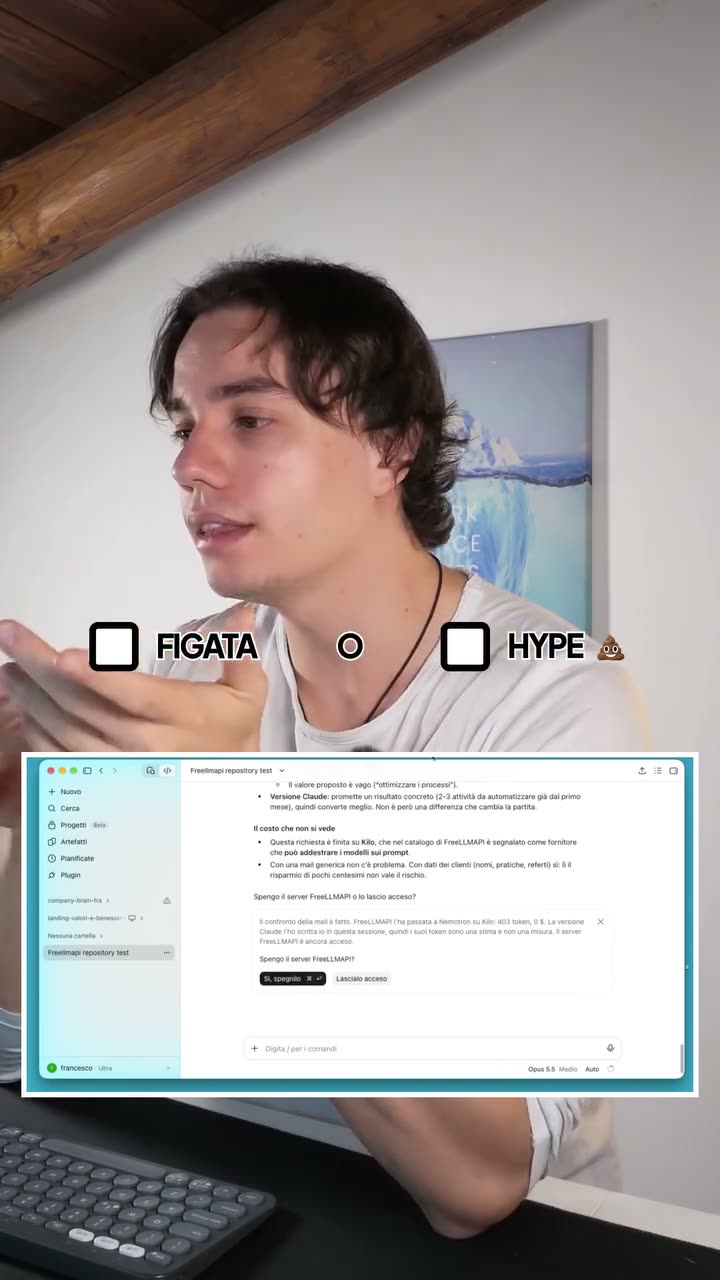 RK
CE
S
FIGATA O HYPE 💩
Freellmapi repository test
Nuovo
Cerca
Progetti Beta
Artefatti
Pianificate
Plugin
company-brain-fra
landing-valori-e-benesse
Nessuna cartella
Freellmapi repository test
francesco · Ultra
Il valore proposto è vago ("ottimizzare i processi").
Versione Claude: promette un risultato concreto (2-3 attività da automatizzare già dal primo
mese), quindi converte meglio. Non è però una differenza che cambia la partita.
Il costo che non si vede
Questa richiesta è finita su Kilo, che nel catalogo di FreeLLMAPI è segnalato come fornitore
che può addestrare i modelli sui prompt.
Con una mail generica non c'è problema. Con dati dei clienti (nomi, pratiche, referti) sì: lì il
risparmio di pochi centesimi non vale il rischio.
Spengo il server FreeLLMAPI o lo lascio acceso?
Il confronto della mail è fatto. FreeLLMAPI l'ha passata a Nemotron su Kilo: 403 token, 0 $. La versione
Claude l'ho scritta io in questa sessione, quindi i suoi token sono una stima e non una misura. Il server
FreeLLMAPI è ancora acceso.
Spengo il server FreeLLMAPI?
Sì, spegnilo ⌘ ↵ Lascialo acceso
Digita / per i comandi
Opus 5.5 Medio Auto